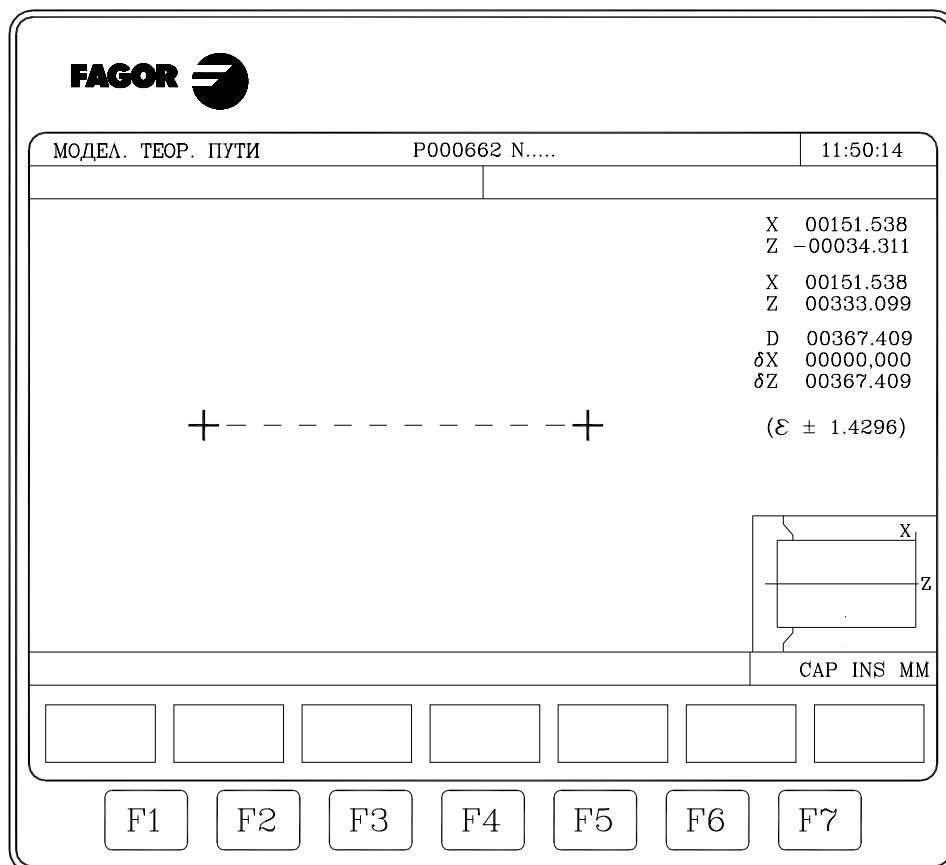 FAGOR
МОДЕЛ. ТЕОР. ПУТИ P000662 N..... 11:50:14
X 00151.538
Z -00034.311
X 00151.538
Z 00333.099
D 00367.409
δX 00000,000
δZ 00367.409
(Ɛ ± 1.4296)
X
Z
CAP INS MM
F1 F2 F3 F4 F5 F6 F7